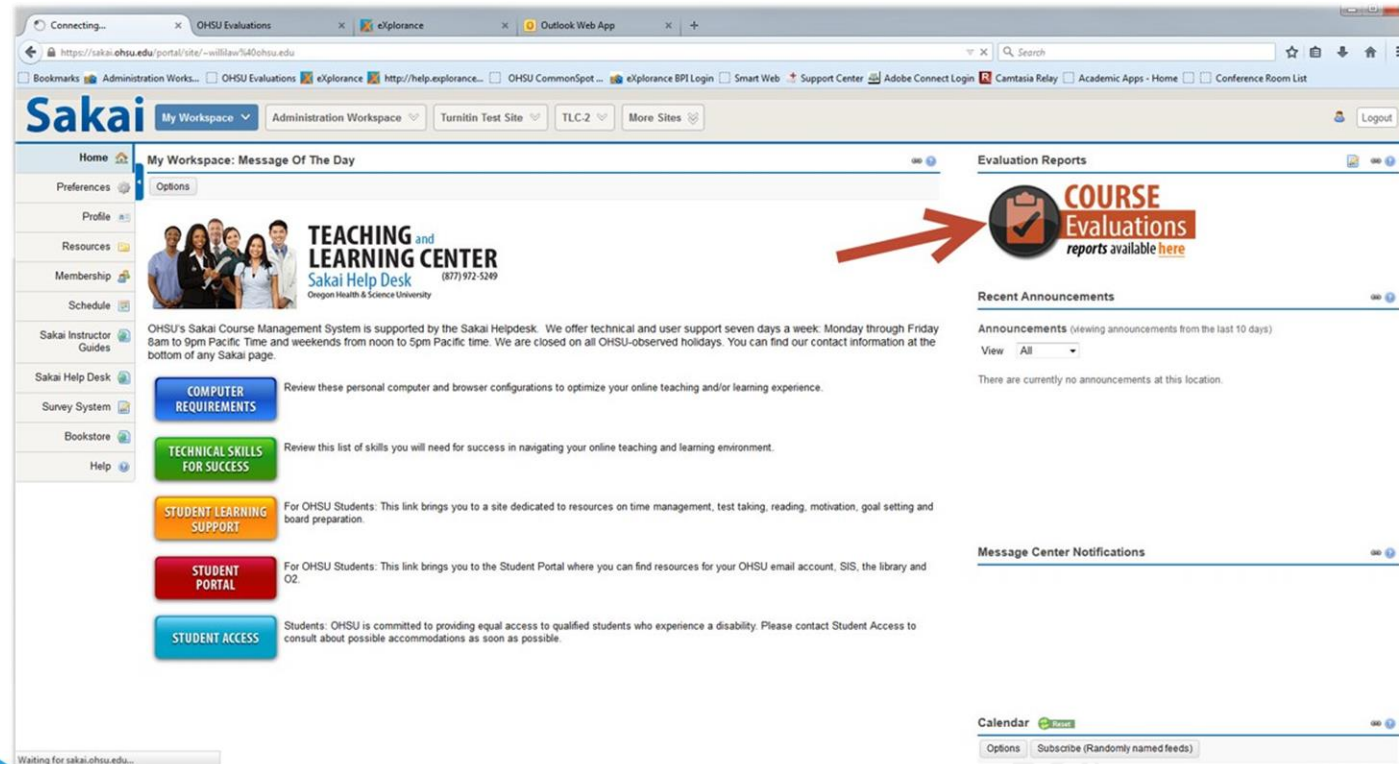 Connecting...
OHSU Evaluations
eXplorance
Outlook Web App
https://sakai.ohsu.edu/portal/site/~willilaw%40ohsu.edu
Search
Bookmarks Administration Works... OHSU Evaluations eXplorance http://help.explorance... OHSU CommonSpot ... eXplorance BPI Login Smart Web Support Center Adobe Connect Login Camtasia Relay Academic Apps - Home Conference Room List
Sakai
My Workspace
Administration Workspace
Turnitin Test Site
TLC-2
More Sites
Logout
Home
Preferences
Profile
Resources
Membership
Schedule
Sakai Instructor
Guides
Sakai Help Desk
Survey System
Bookstore
Help
My Workspace: Message Of The Day
Options
TEACHING and
LEARNING CENTER
Sakai Help Desk (877) 972-5249
Oregon Health & Science University
OHSU's Sakai Course Management System is supported by the Sakai Helpdesk. We offer technical and user support seven days a week: Monday through Friday
8am to 9pm Pacific Time and weekends from noon to 5pm Pacific time. We are closed on all OHSU-observed holidays. You can find our contact information at the
bottom of any Sakai page.
COMPUTER
REQUIREMENTS
Review these personal computer and browser configurations to optimize your online teaching and/or learning experience.
TECHNICAL SKILLS
FOR SUCCESS
Review this list of skills you will need for success in navigating your online teaching and learning environment.
STUDENT LEARNING
SUPPORT
For OHSU Students: This link brings you to a site dedicated to resources on time management, test taking, reading, motivation, goal setting and
board preparation.
STUDENT
PORTAL
For OHSU Students: This link brings you to the Student Portal where you can find resources for your OHSU email account, SIS, the library and
O2.
STUDENT ACCESS
Students: OHSU is committed to providing equal access to qualified students who experience a disability. Please contact Student Access to
consult about possible accommodations as soon as possible.
Evaluation Reports
COURSE
Evaluations
reports available here
Recent Announcements
Announcements (viewing announcements from the last 10 days)
View All
There are currently no announcements at this location.
Message Center Notifications
Calendar Reset
Options Subscribe (Randomly named feeds)
Waiting for sakai.ohsu.edu...